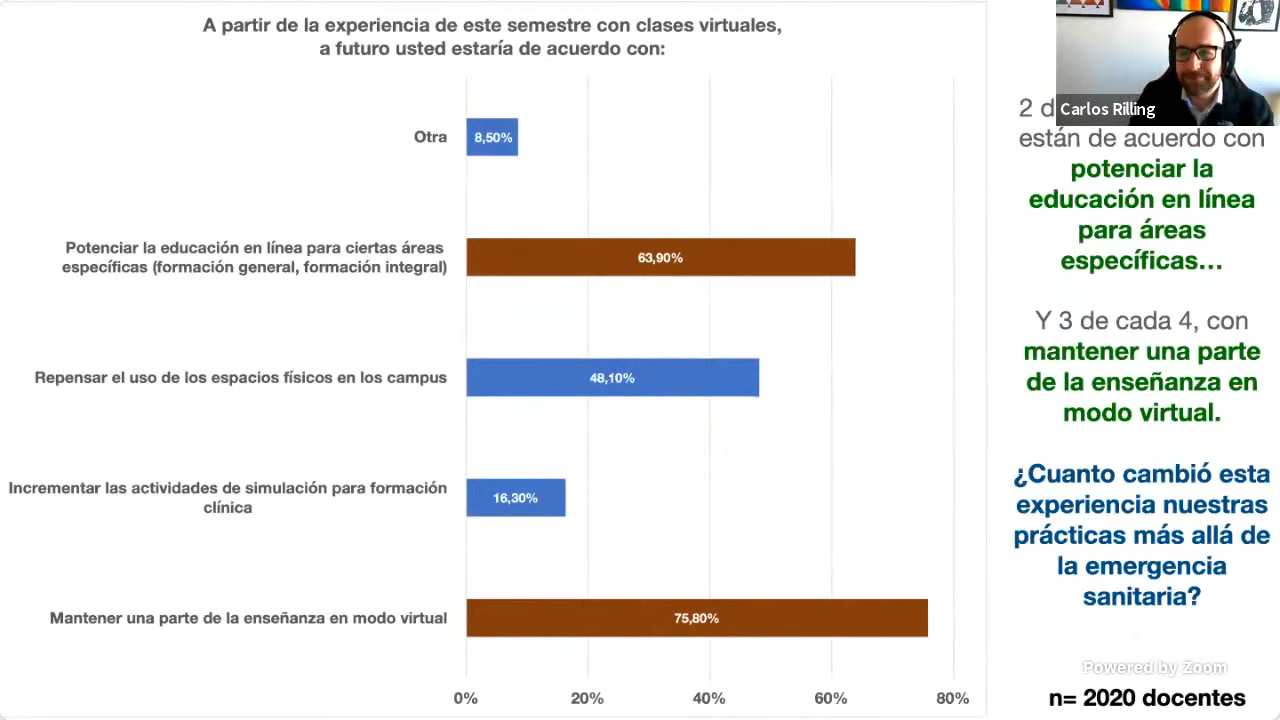 A partir de la experiencia de este semestre con clases virtuales,
a futuro usted estaría de acuerdo con:
Otra
8,50%
Potenciar la educación en línea para ciertas áreas
específicas (formación general, formación integral)
63,90%
Repensar el uso de los espacios físicos en los campus
48,10%
Incrementar las actividades de simulación para formación
clínica
16,30%
Mantener una parte de la enseñanza en modo virtual
75,80%
0%
20%
40%
60%
80%
Carlos Rilling
2
están de acuerdo con
potenciar la
educación en línea
para áreas
específicas...
Y 3 de cada 4, con
mantener una parte
de la enseñanza en
modo virtual.
¿Cuanto cambió esta
experiencia nuestras
prácticas más allá de
la emergencia
sanitaria?
Powered by Zoom
n= 2020 docentes